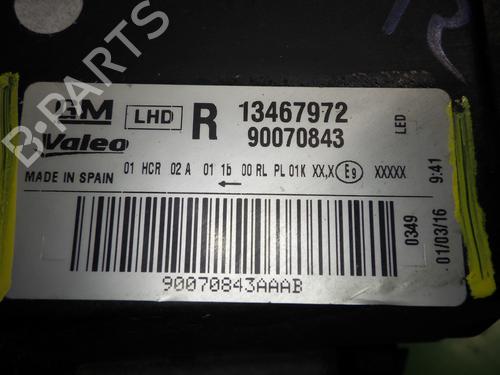 GM LHD R 13467972
Valeo 90070843
LED
MADE IN SPAIN 01 HCR 02 A 01 1b 00 RL PL 01K XX,X E9 XXXXX
0349
01/03/16 9:41
90070843AAAB
B-PARTS